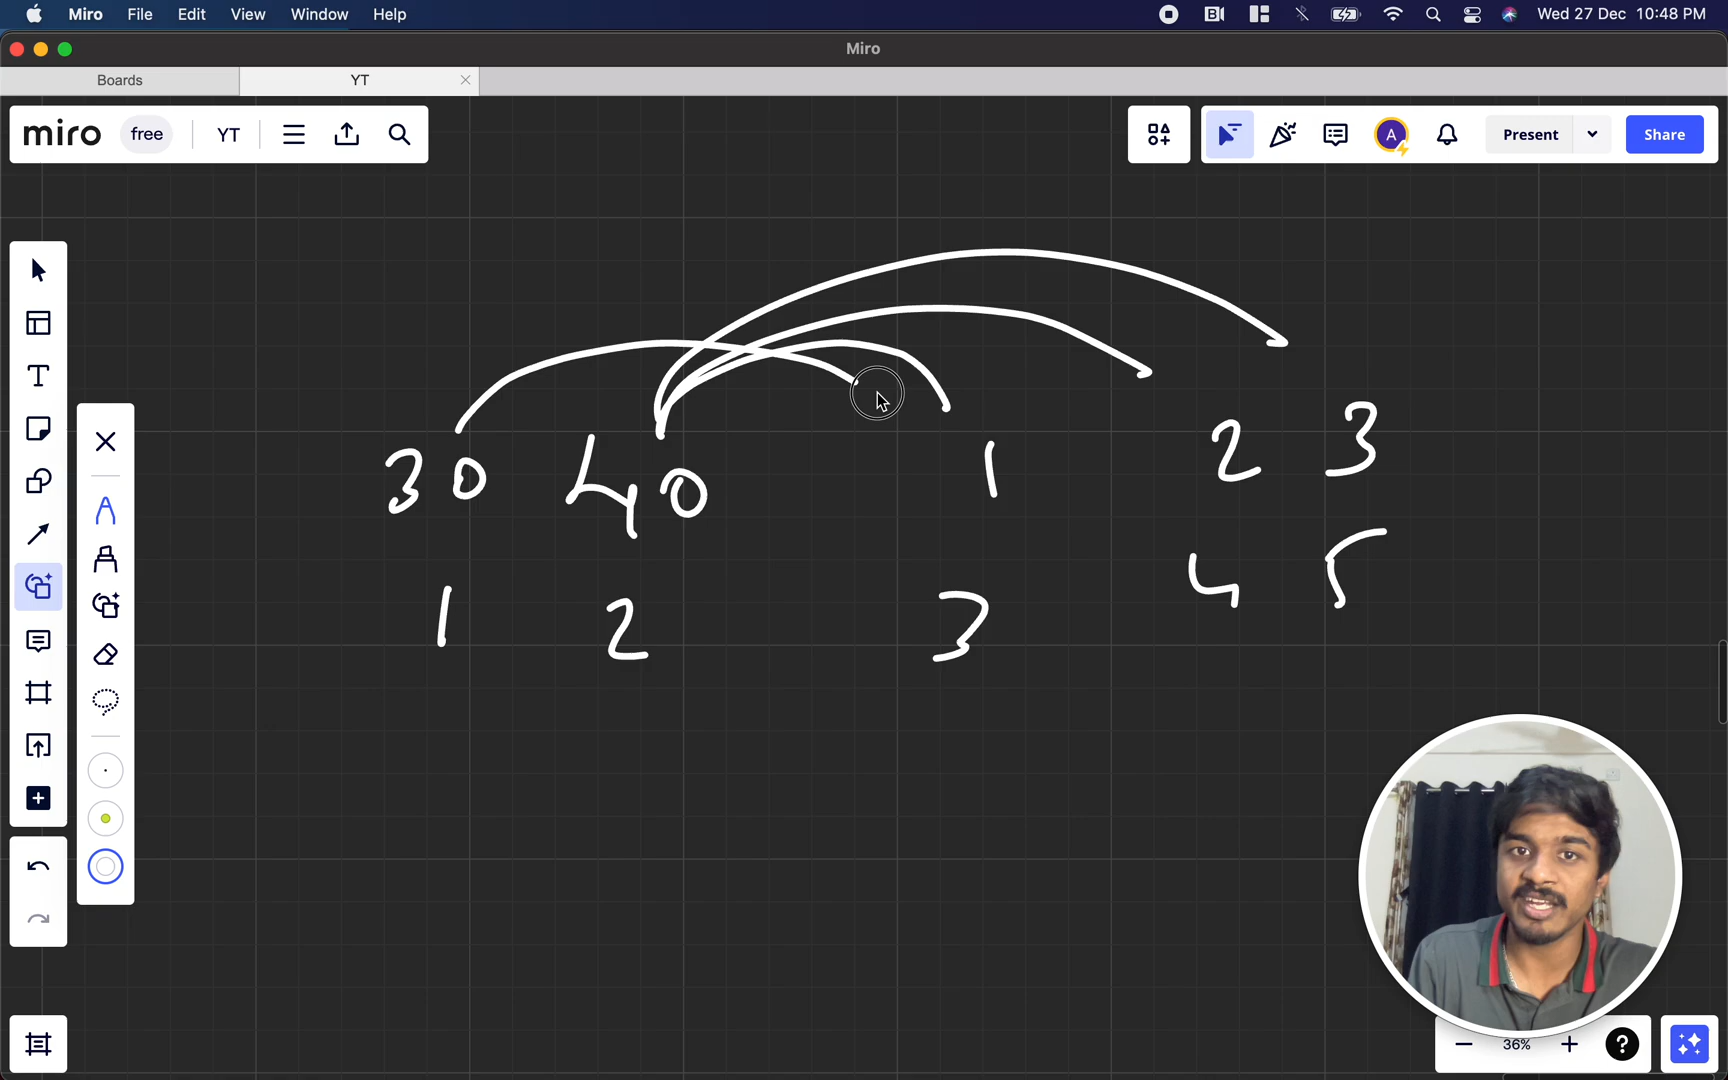 Miro File Edit View Window Help Wed 27 Dec 10:48 PM
Miro
Boards YT
miro free YT Present Share
30 40 1 2 3
1 2 3 4 5
36%